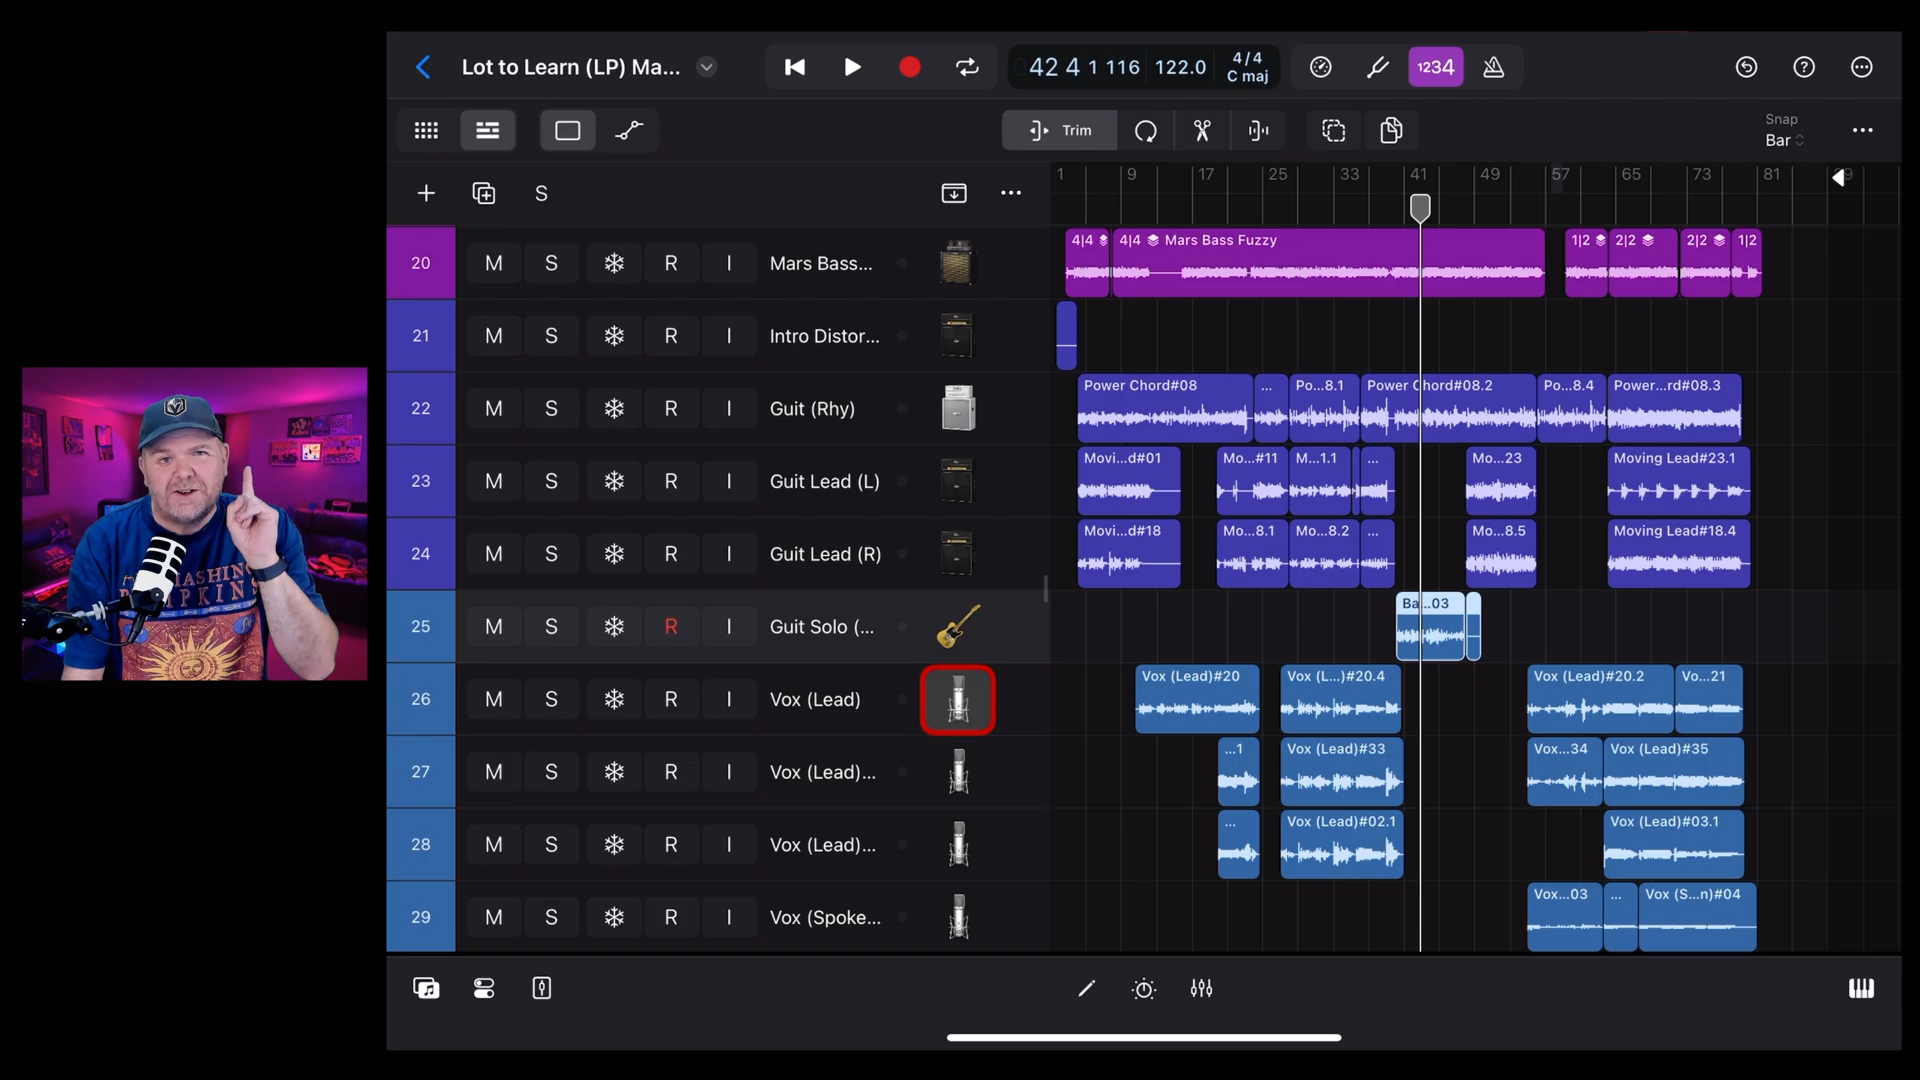 Lot to Learn (LP) Ma...
42 4 1 116
122.0
4/4
C maj
1234
Trim
Snap
Bar
S
1 9 17 25 33 41 49 57 65 73 81
20 M S R I Mars Bass...
4|4 4|4 Mars Bass Fuzzy 1|2 2|2 2|2 1|2
21 M S R I Intro Distor...
22 M S R I Guit (Rhy)
Power Chord#08 ... Po...8.1 Power Chord#08.2 Po...8.4 Power...rd#08.3
23 M S R I Guit Lead (L)
Movi...d#01 Mo...#11 M...1.1 ... Mo...23 Moving Lead#23.1
24 M S R I Guit Lead (R)
Movi...d#18 Mo...8.1 Mo...8.2 ... Mo...8.5 Moving Lead#18.4
25 M S R I Guit Solo (...
Ba...03
26 M S R I Vox (Lead)
Vox (Lead)#20 Vox (L...)#20.4 Vox (Lead)#20.2 Vo...21
27 M S R I Vox (Lead)...
...1 Vox (Lead)#33 Vox...34 Vox (Lead)#35
28 M S R I Vox (Lead)...
... Vox (Lead)#02.1 Vox (Lead)#03.1
29 M S R I Vox (Spoke...
Vox...03 ... Vox (S...n)#04